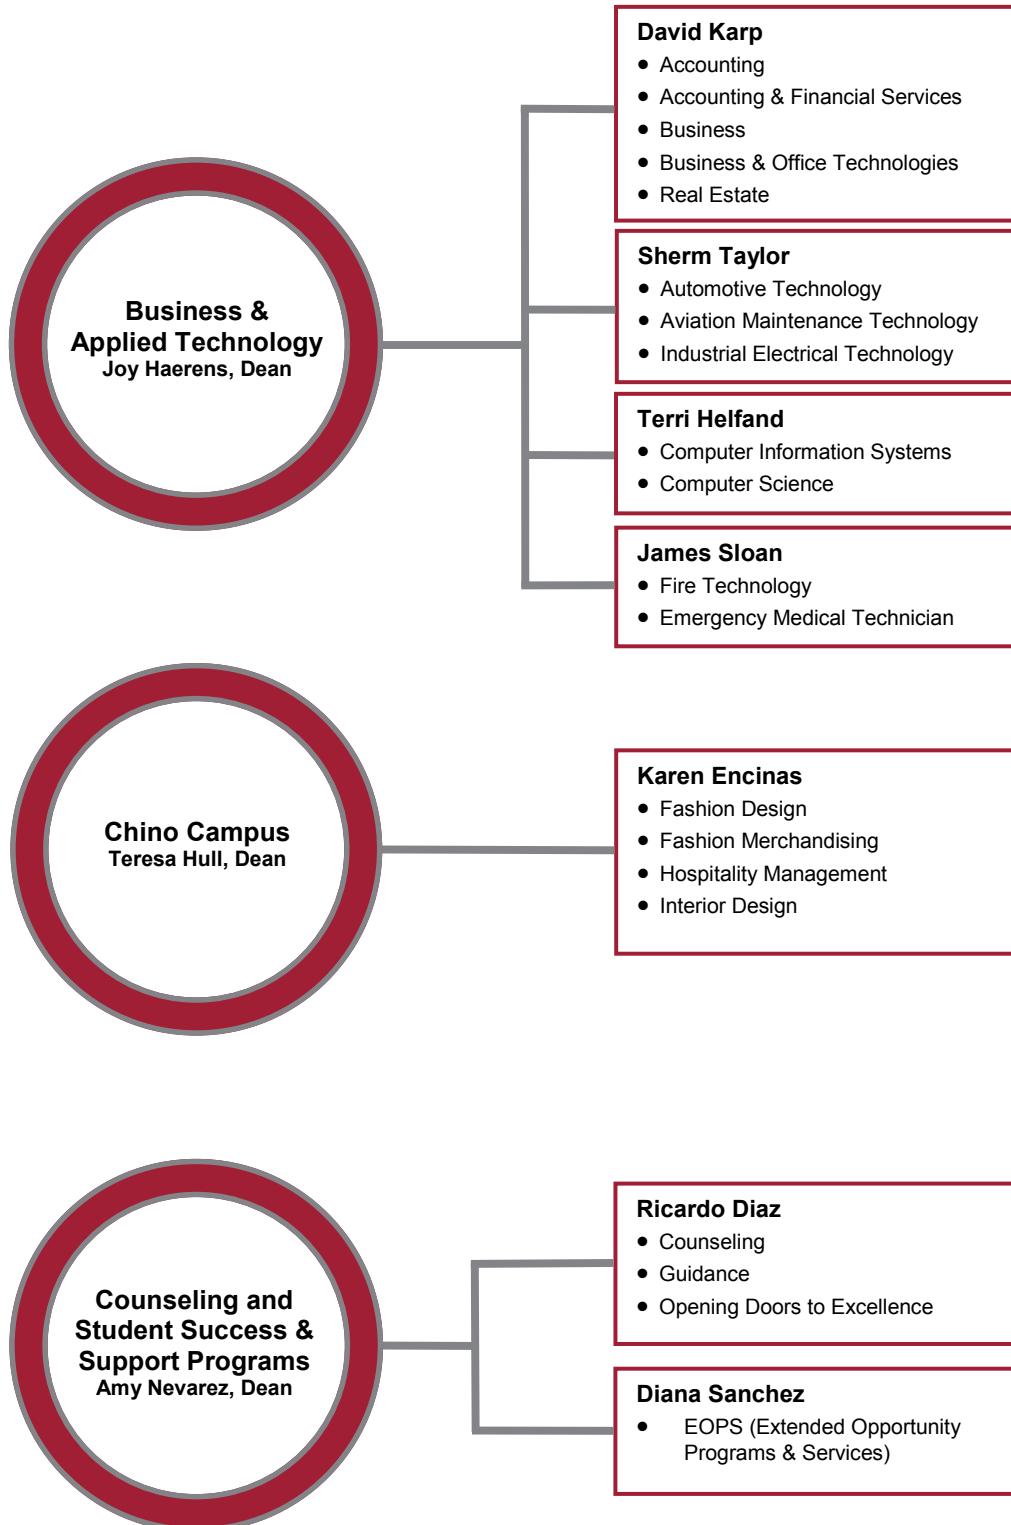 David Karp
• Accounting
• Accounting & Financial Services
• Business
• Business & Office Technologies
• Real Estate
Business &
Applied Technology
Joy Haerens, Dean
Sherm Taylor
• Automotive Technology
• Aviation Maintenance Technology
• Industrial Electrical Technology
Terri Helfand
• Computer Information Systems
• Computer Science
James Sloan
• Fire Technology
• Emergency Medical Technician
Chino Campus
Teresa Hull, Dean
Karen Encinas
• Fashion Design
• Fashion Merchandising
• Hospitality Management
• Interior Design
Counseling and
Student Success &
Support Programs
Amy Nevarez, Dean
Ricardo Diaz
• Counseling
• Guidance
• Opening Doors to Excellence
Diana Sanchez
• EOPS (Extended Opportunity
Programs & Services)